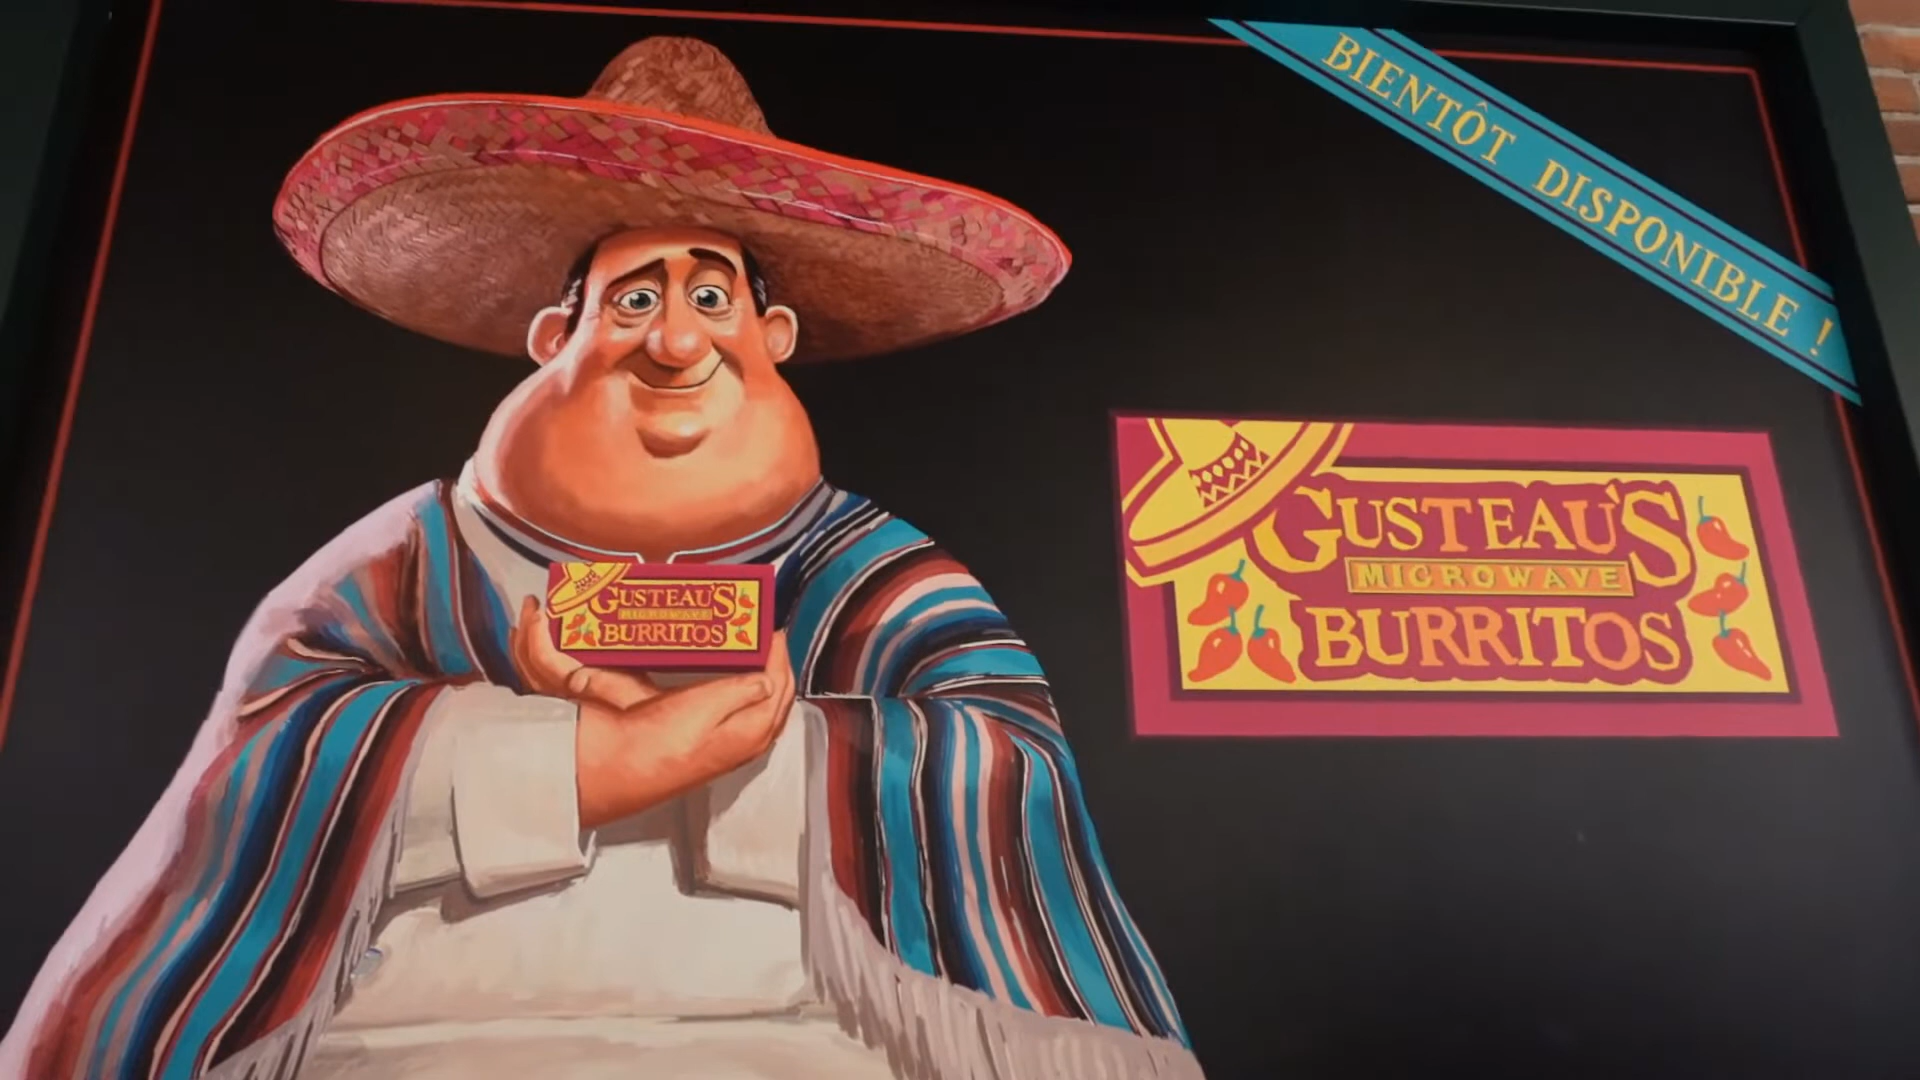 BIENTÔT DISPONIBLE !
GUSTEAU'S
MICROWAVE
BURRITOS
GUSTEAU'S
MICROWAVE
BURRITOS